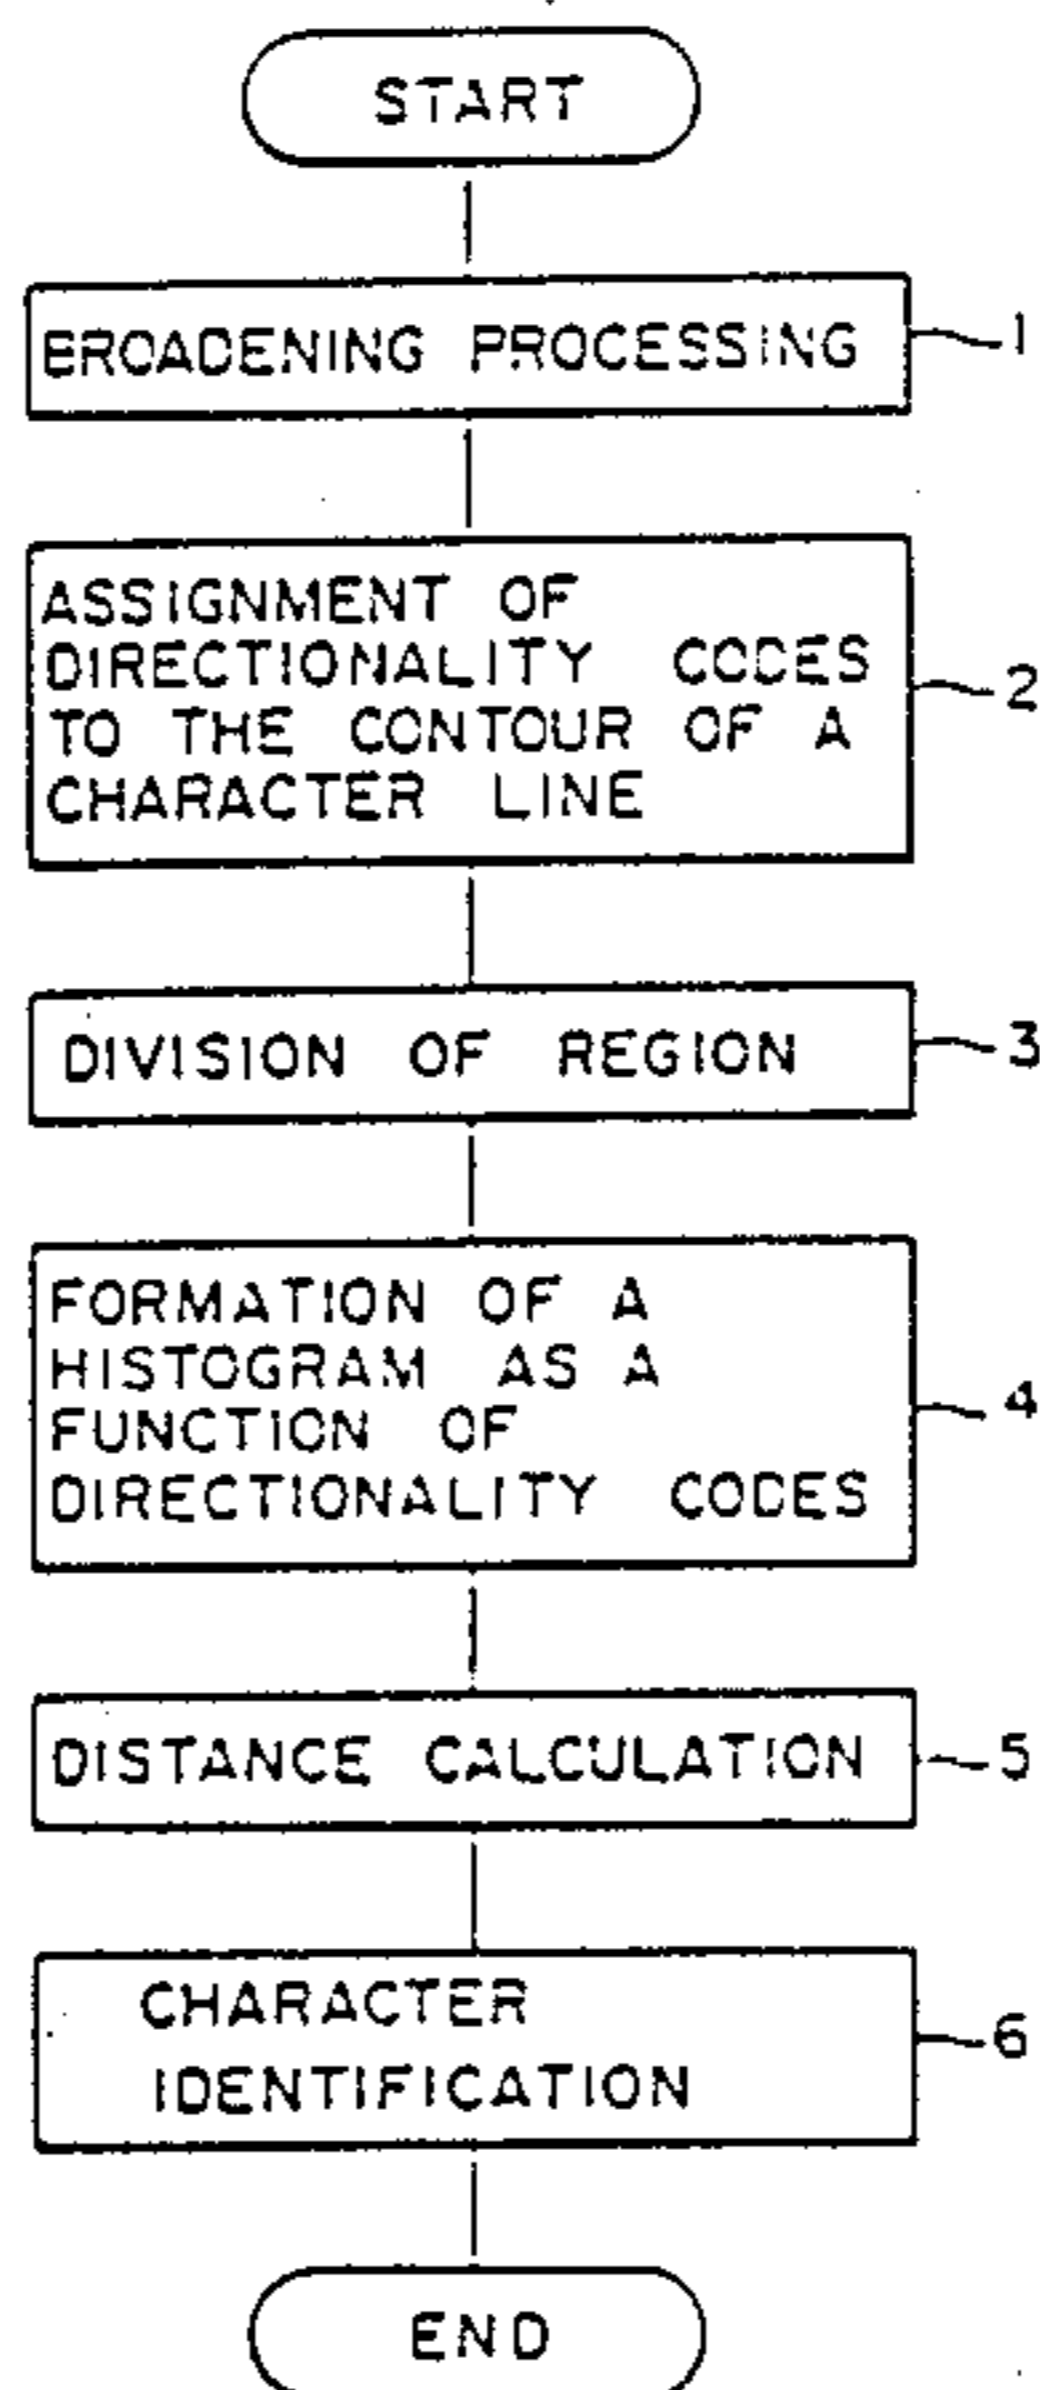 START
BROADENING PROCESSING
1
ASSIGNMENT OF
DIRECTIONALITY CODES
2
TO THE CONTOUR OF A
CHARACTER LINE
DIVISION OF REGION
3
FORMATION OF A
HISTOGRAM AS A
4
FUNCTION OF
DIRECTIONALITY CODES
DISTANCE CALCULATION
5
CHARACTER
6
IDENTIFICATION
END